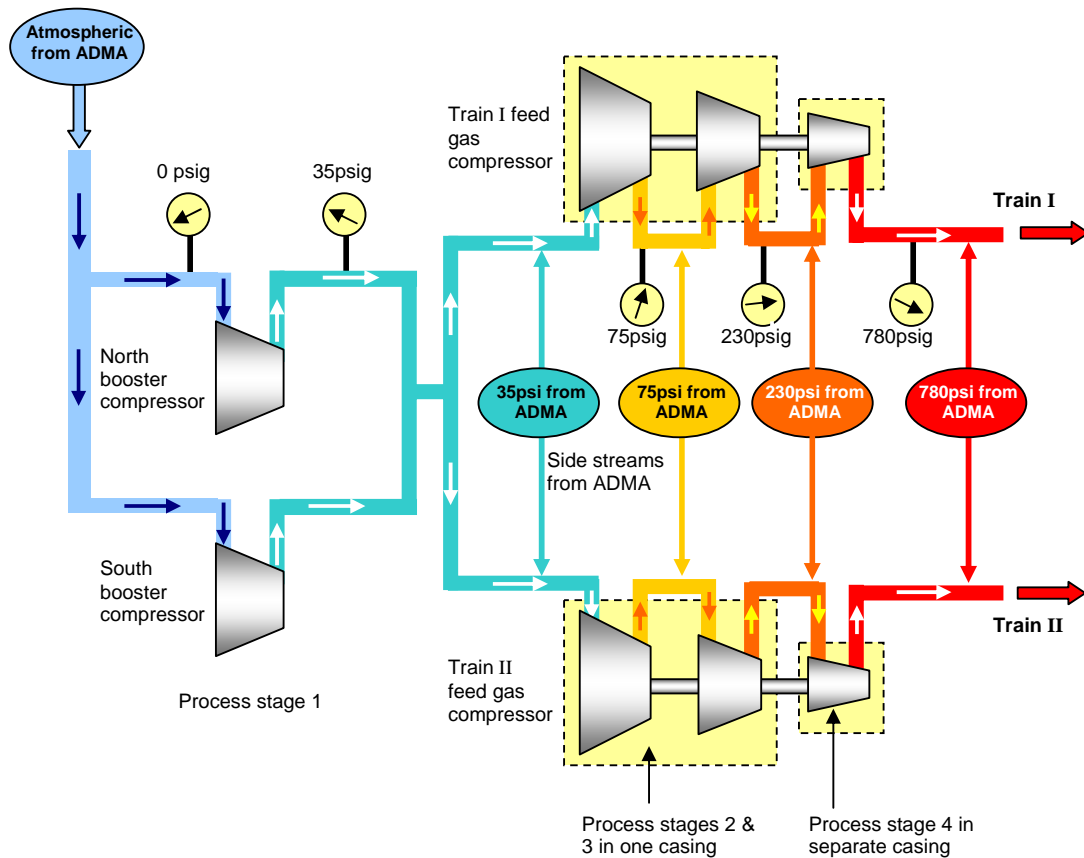 Atmospheric
from ADMA
0 psig
35psig
North
booster
compressor
South
booster
compressor
Process stage 1
Train I feed
gas
compressor
75psig
230psig
780psig
Train I
35psi from
ADMA
75psi from
ADMA
230psi from
ADMA
780psi from
ADMA
Side streams
from ADMA
Train II
Train II
feed gas
compressor
Process stages 2 &
3 in one casing
Process stage 4 in
separate casing